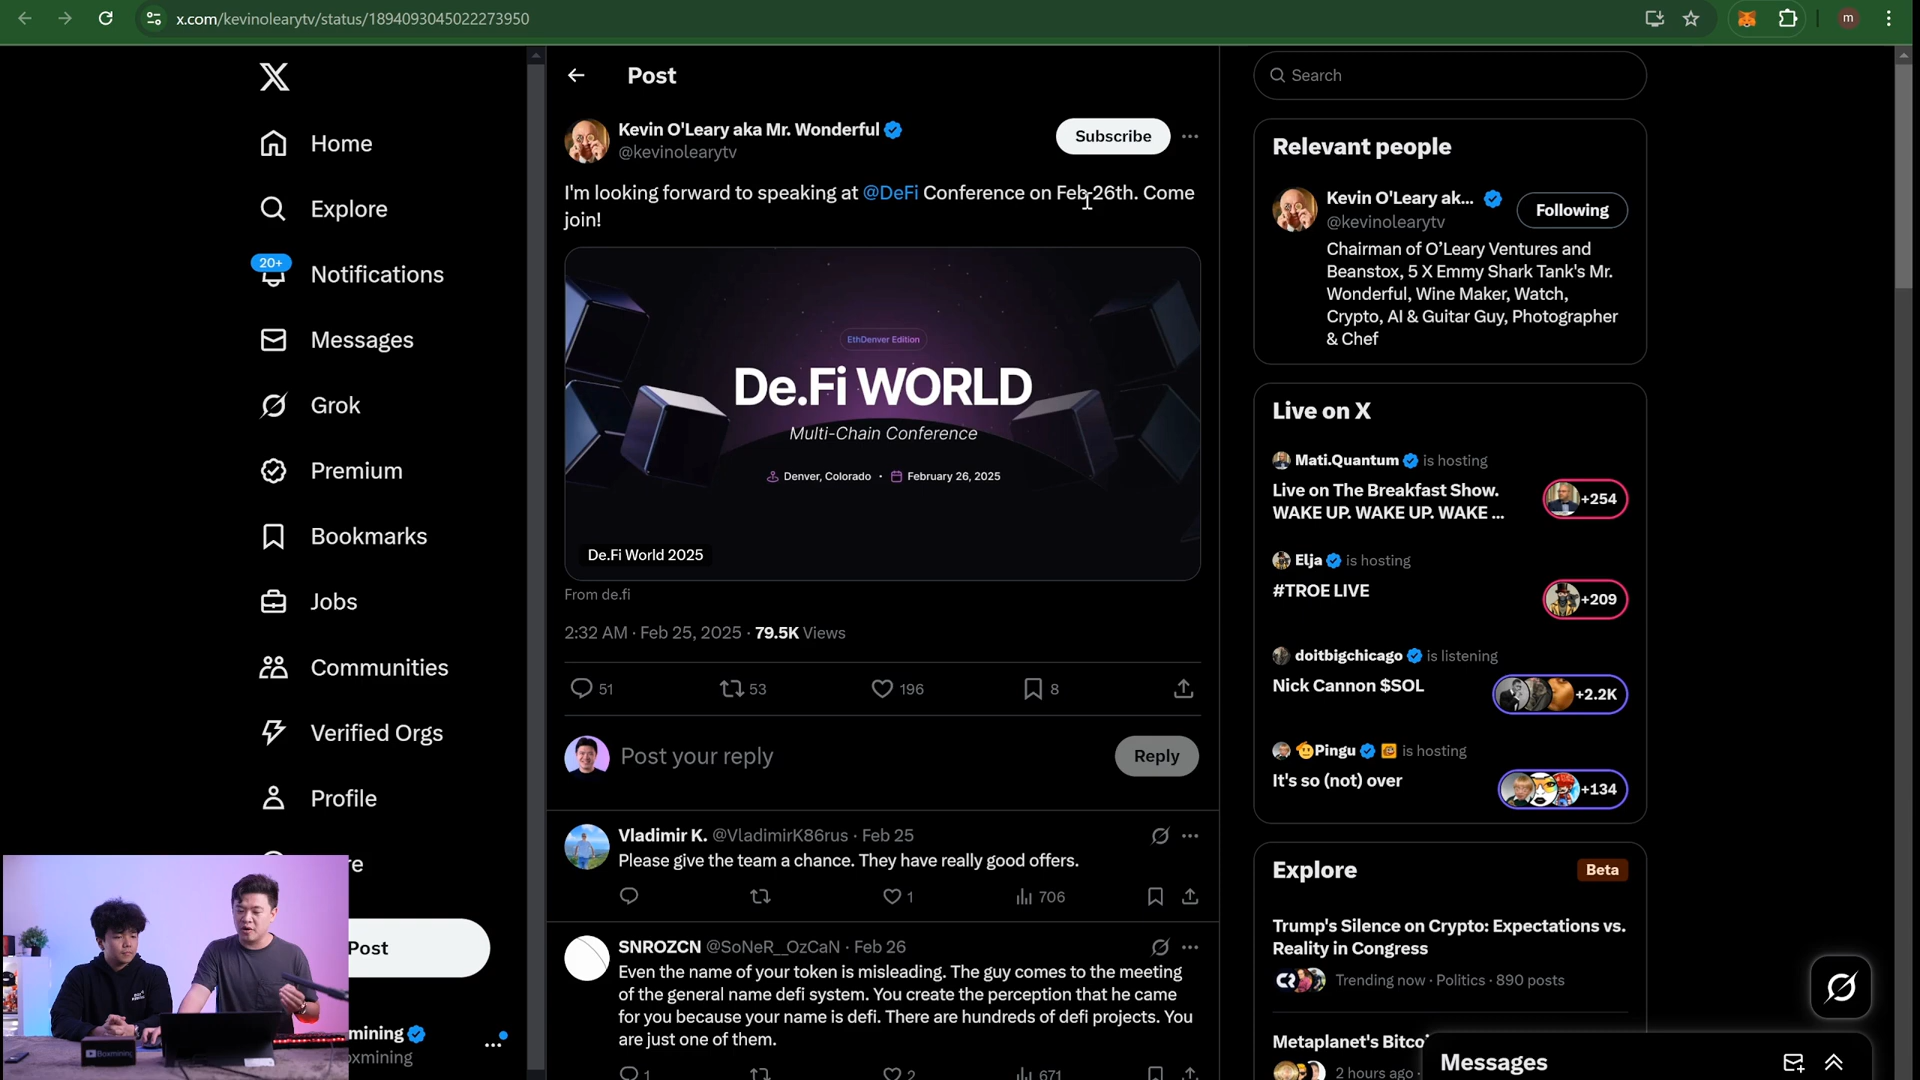 x.com/kevinolearytv/status/1894093045022273950
m
Home
Explore
20+
Notifications
Messages
Grok
Premium
Bookmarks
Jobs
Communities
Verified Orgs
Profile
re
Post
mining
oxmining
Boxmining
Post
Kevin O'Leary aka Mr. Wonderful
@kevinolearytv
Subscribe
I'm looking forward to speaking at @DeFi Conference on Feb 26th. Come
join!
EthDenver Edition
De.Fi WORLD
Multi-Chain Conference
Denver, Colorado · February 26, 2025
De.Fi World 2025
From de.fi
2:32 AM · Feb 25, 2025 · 79.5K Views
51 53 196 8
Post your reply
Reply
Vladimir K. @VladimirK86rus · Feb 25
Please give the team a chance. They have really good offers.
1 706
SNROZCN @SoNeR__OzCaN · Feb 26
Even the name of your token is misleading. The guy comes to the meeting
of the general name defi system. You create the perception that he came
for you because your name is defi. There are hundreds of defi projects. You
are just one of them.
1 2 671
Search
Relevant people
Kevin O'Leary ak...
@kevinolearytv
Following
Chairman of O’Leary Ventures and
Beanstox, 5 X Emmy Shark Tank's Mr.
Wonderful, Wine Maker, Watch,
Crypto, AI & Guitar Guy, Photographer
& Chef
Live on X
Mati.Quantum is hosting
Live on The Breakfast Show.
WAKE UP. WAKE UP. WAKE ...
+254
Elja is hosting
#TROE LIVE
+209
doitbigchicago is listening
Nick Cannon $SOL
+2.2K
Pingu is hosting
It's so (not) over
+134
Explore
Beta
Trump's Silence on Crypto: Expectations vs.
Reality in Congress
Trending now · Politics · 890 posts
Metaplanet's Bitco
2 hours ago ·
Messages